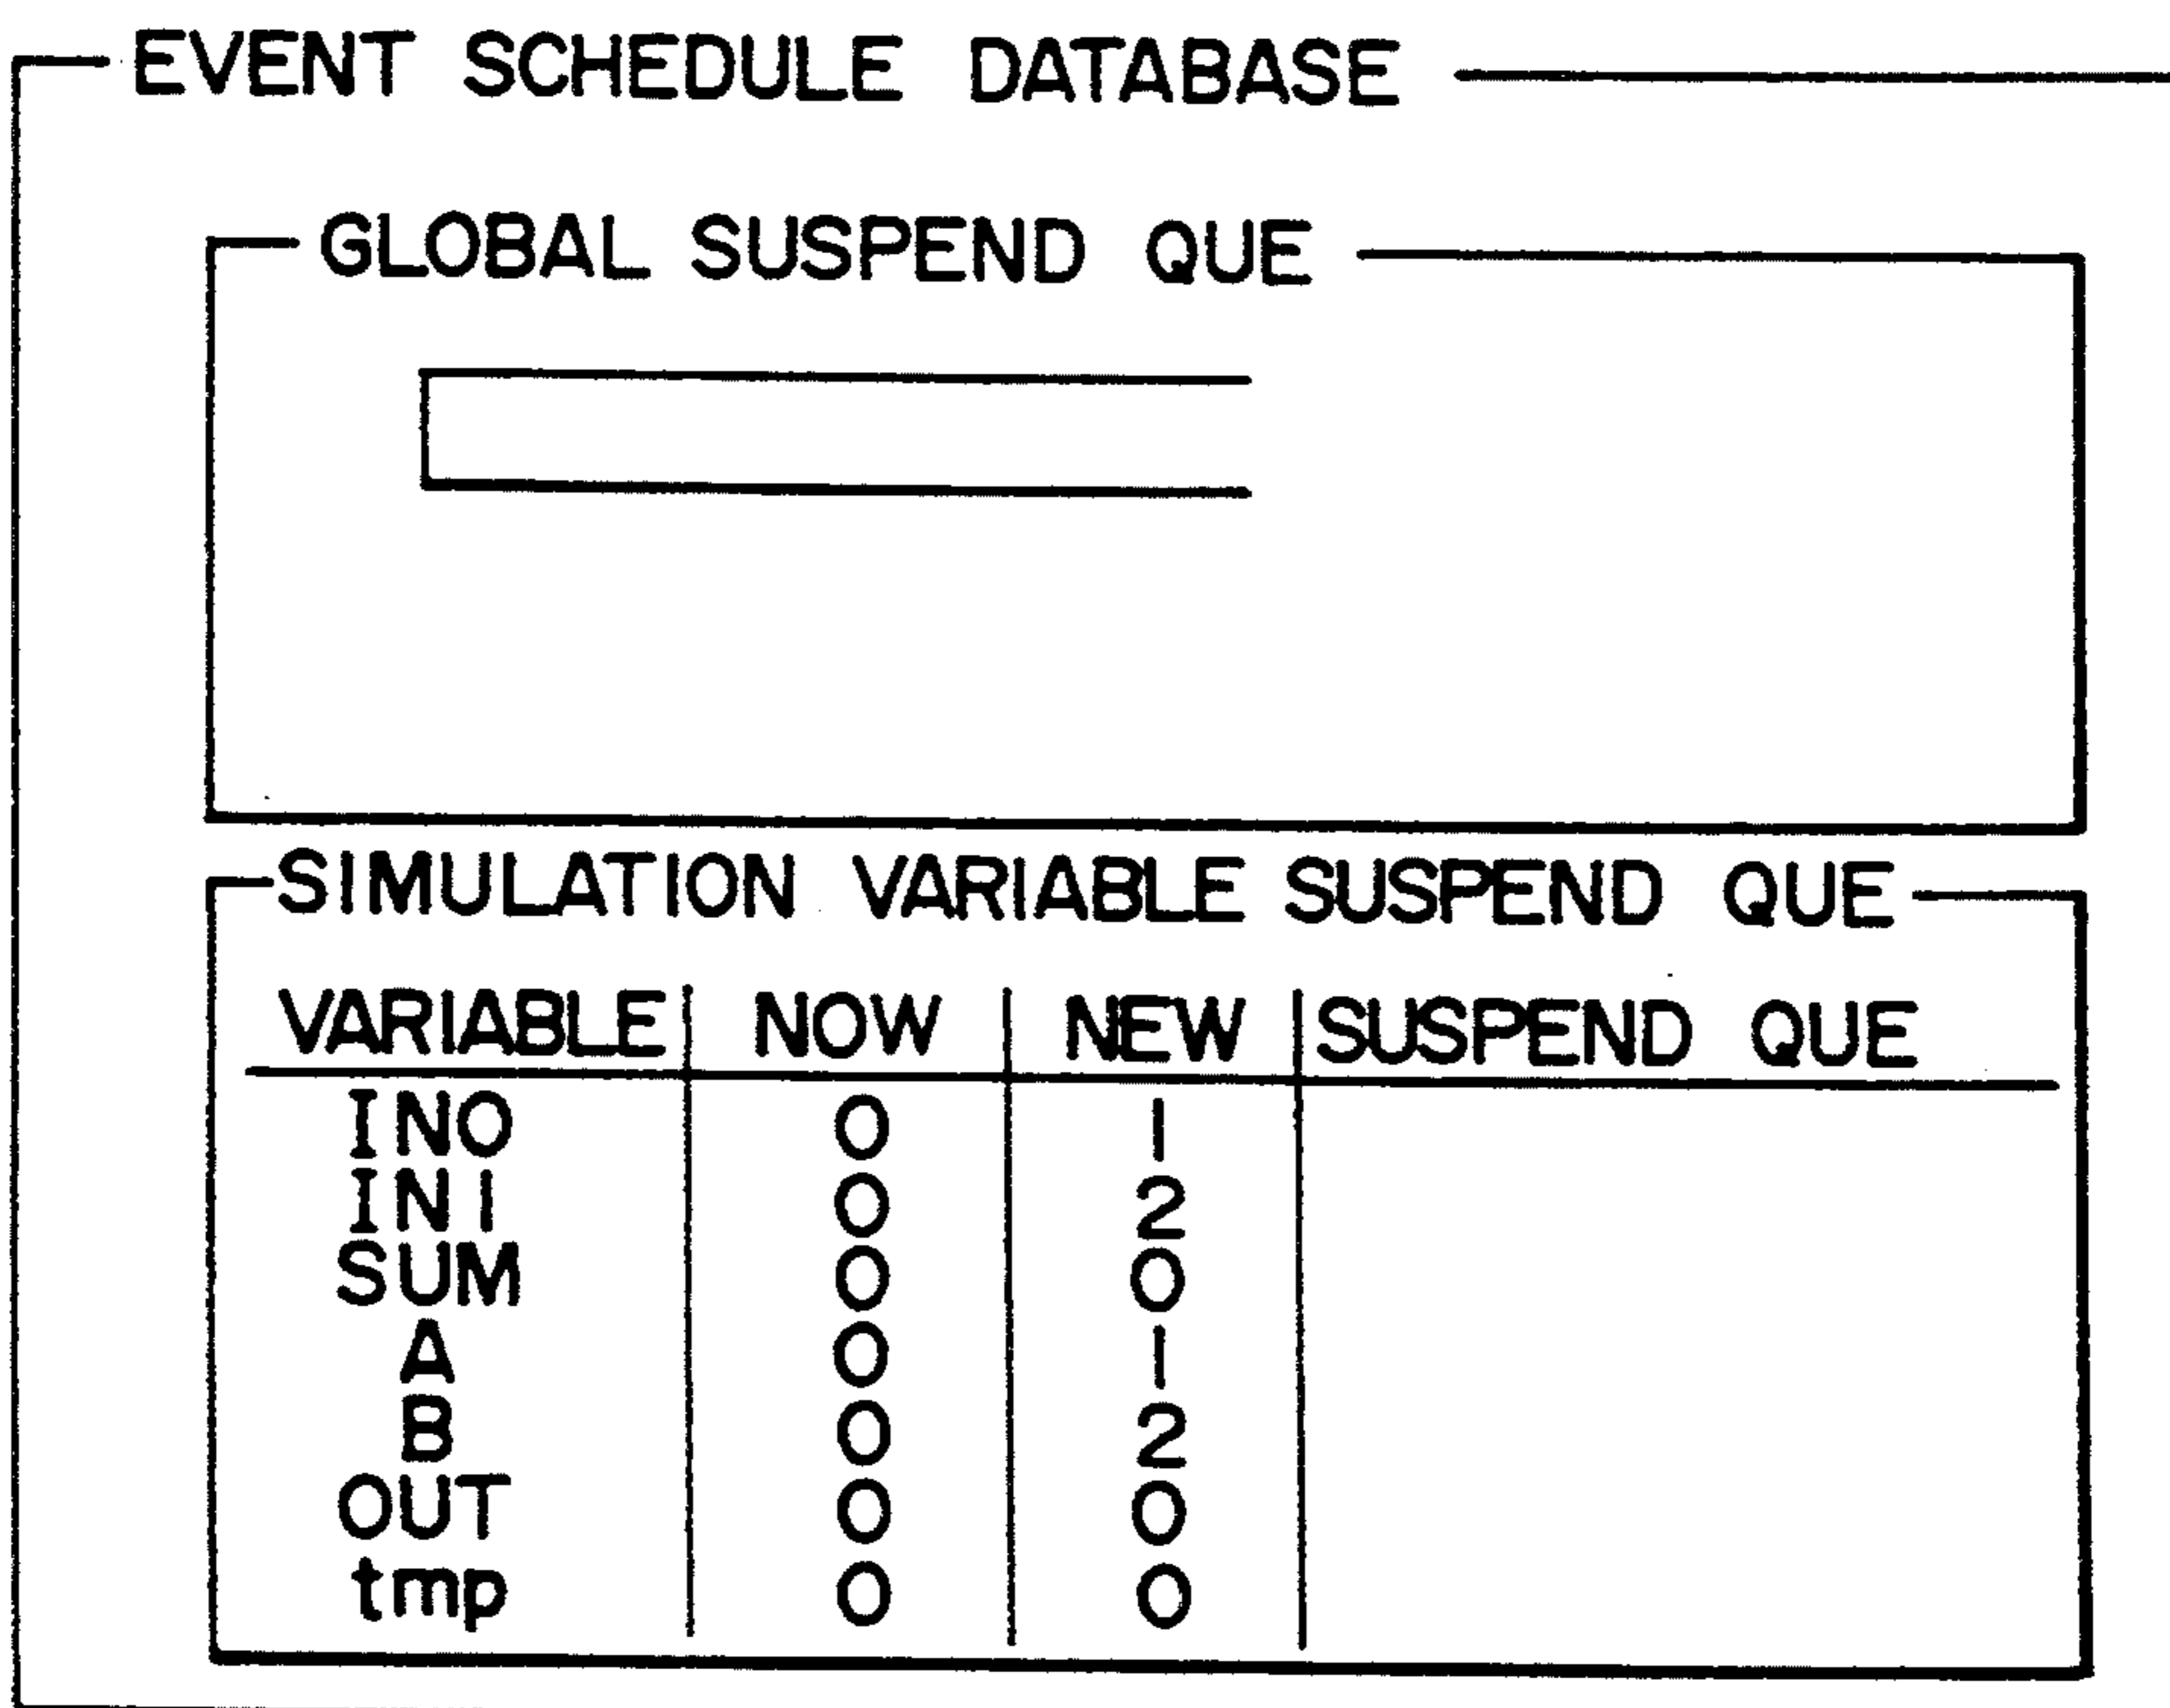 EVENT SCHEDULE DATABASE
GLOBAL SUSPEND QUE
SIMULATION VARIABLE SUSPEND QUE
VARIABLE NOW NEW SUSPEND QUE
IN0 0 1
IN1 0 2
SUM 0 0
A 0 1
B 0 2
OUT 0 0
tmp 0 0